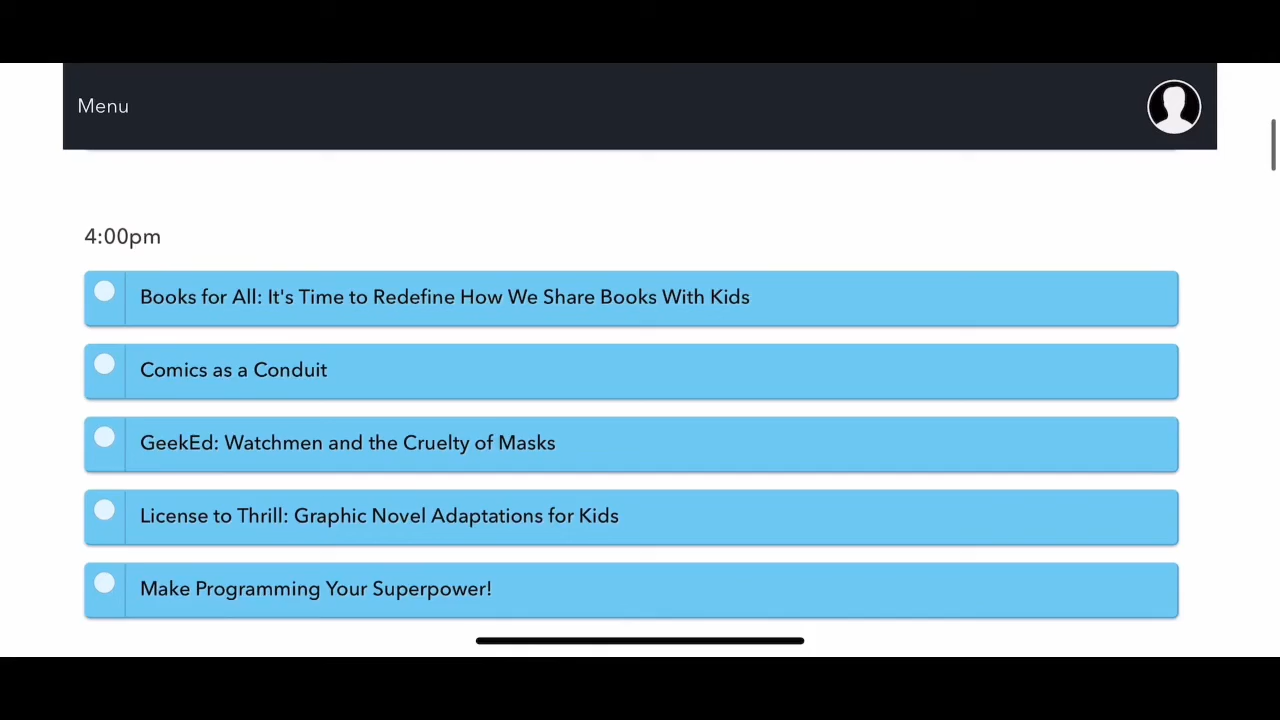 Menu
4:00pm
Books for All: It's Time to Redefine How We Share Books With Kids
Comics as a Conduit
GeekEd: Watchmen and the Cruelty of Masks
License to Thrill: Graphic Novel Adaptations for Kids
Make Programming Your Superpower!